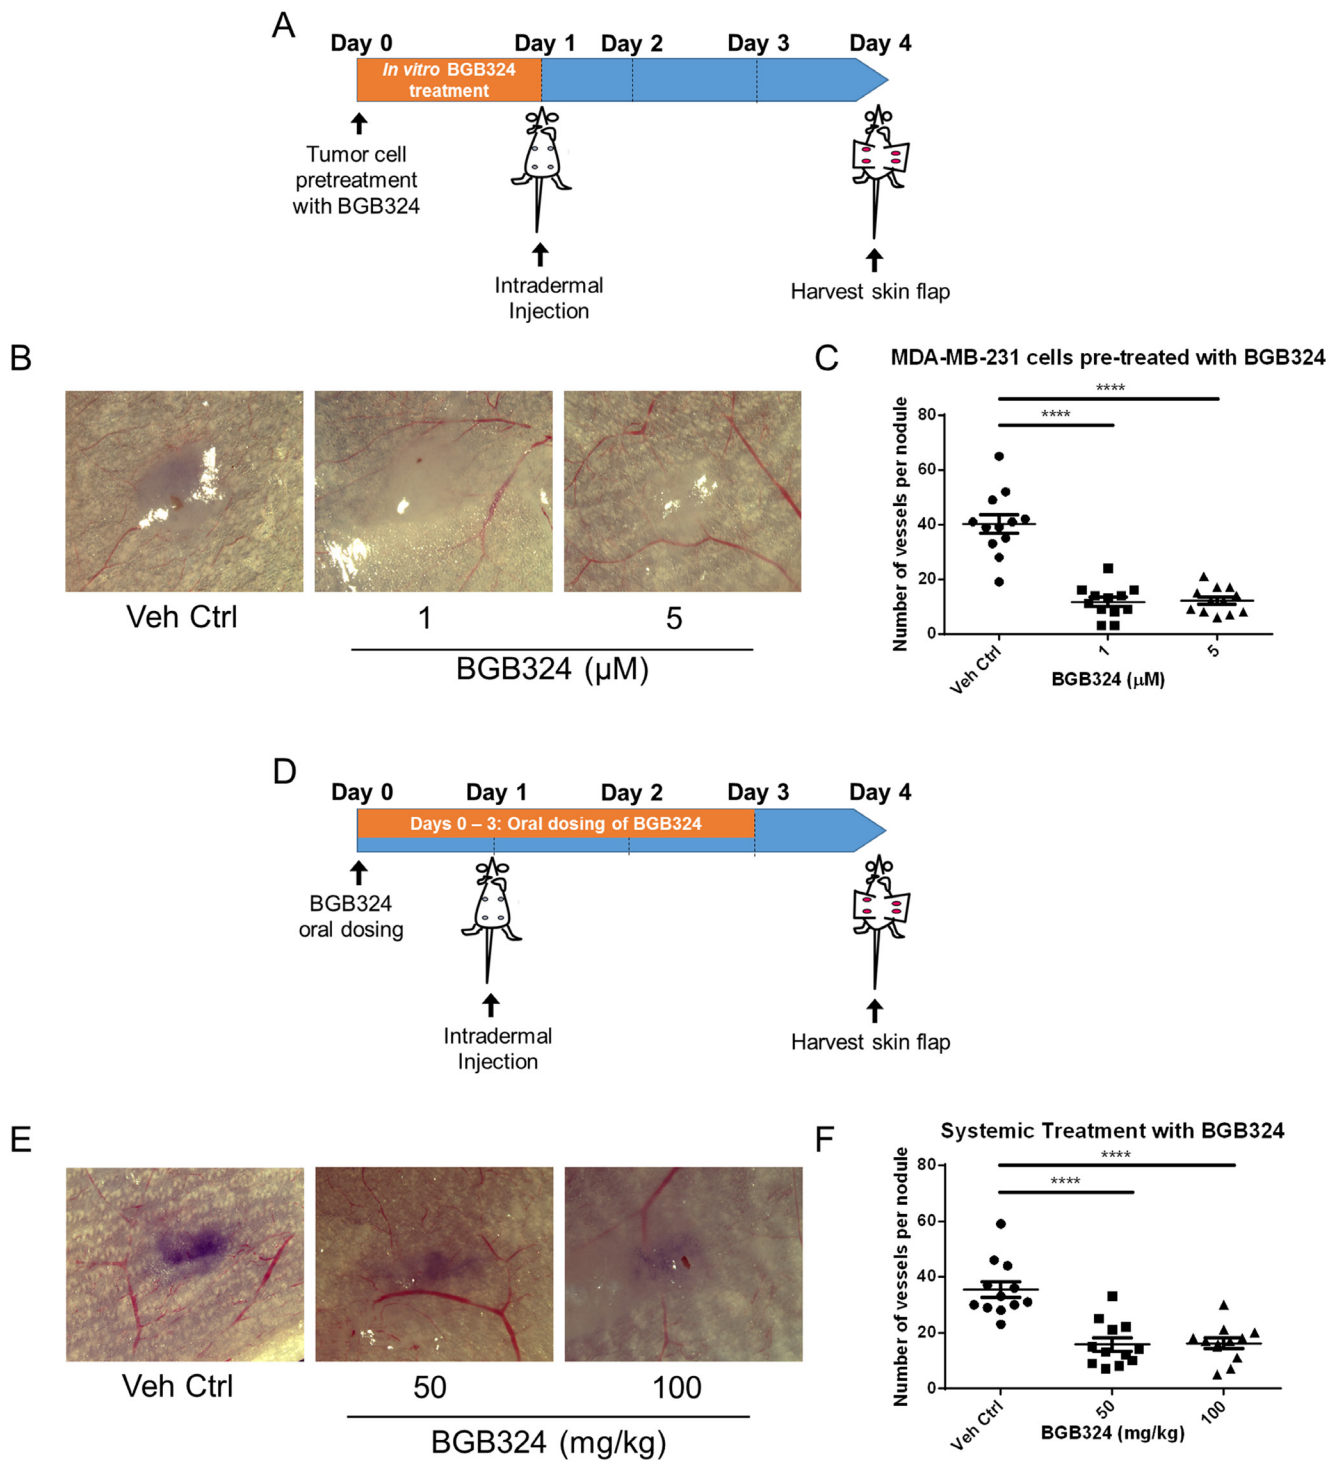 A
Day 0 Day 1 Day 2 Day 3 Day 4
In vitro BGB324
treatment
Tumor cell
pretreatment
with BGB324
Intradermal
Injection
Harvest skin flap
B
Veh Ctrl 1 5
BGB324 (µM)
C
MDA-MB-231 cells pre-treated with BGB324
****
****
Number of vessels per nodule
80
60
40
20
0
Veh Ctrl 1 5
BGB324 (µM)
D
Day 0 Day 1 Day 2 Day 3 Day 4
Days 0 – 3: Oral dosing of BGB324
BGB324
oral dosing
Intradermal
Injection
Harvest skin flap
E
Veh Ctrl 50 100
BGB324 (mg/kg)
F
Systemic Treatment with BGB324
****
****
Number of vessels per nodule
80
60
40
20
0
Veh Ctrl 50 100
BGB324 (mg/kg)